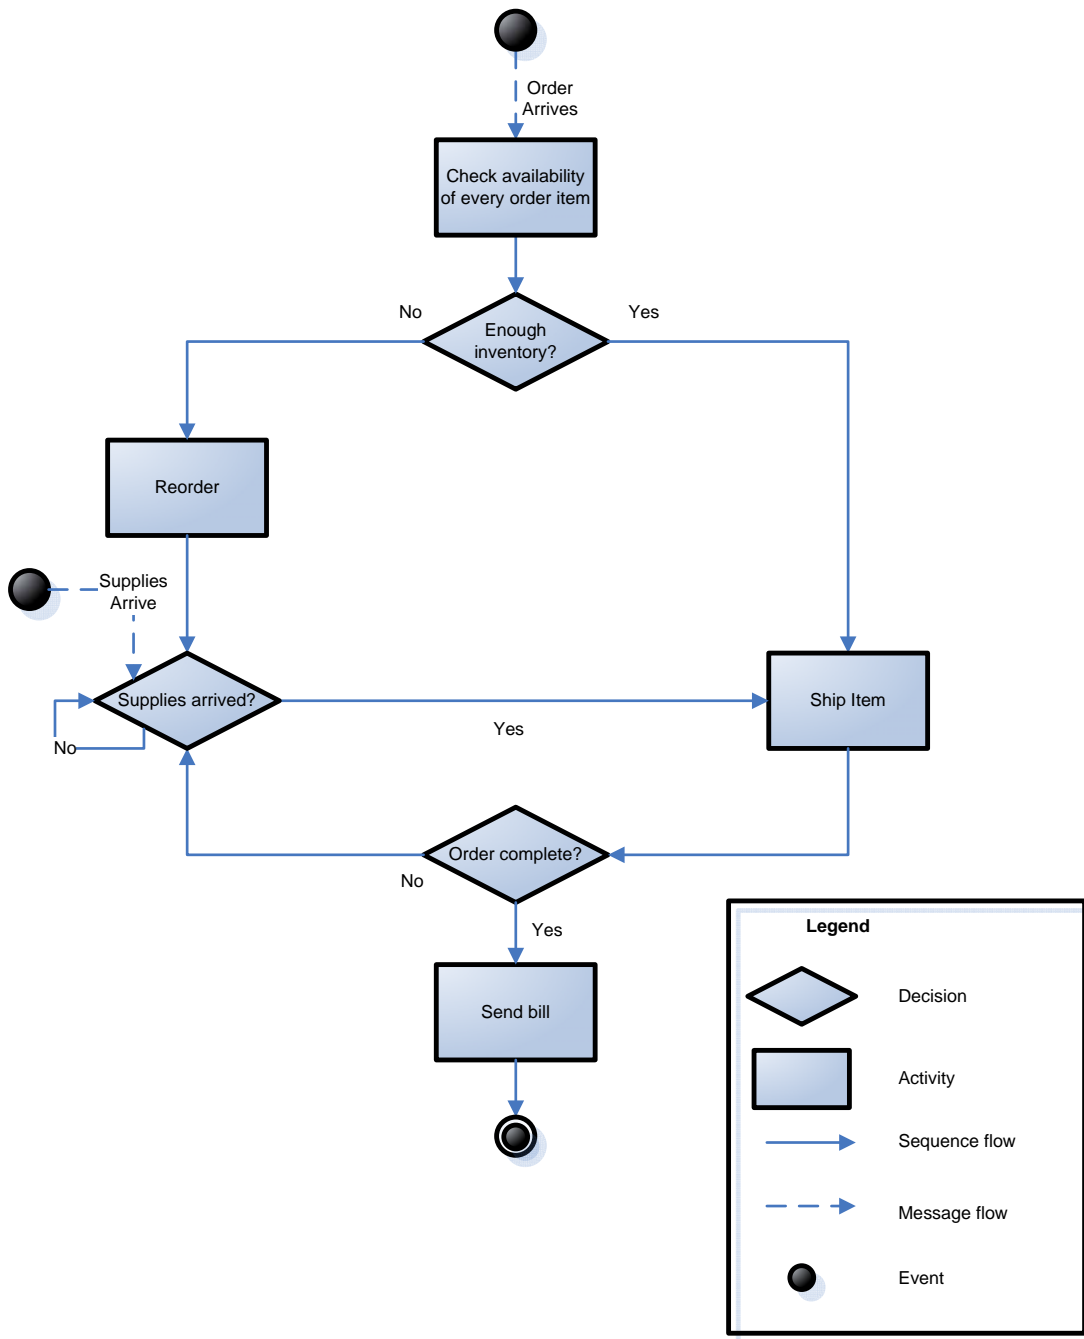 Order
Arrives
Check availability
of every order item
No
Yes
Enough
inventory?
Reorder
Supplies
Arrive
Supplies arrived?
Ship Item
Yes
No
Order complete?
No
Yes
Send bill
Legend
Decision
Activity
Sequence flow
Message flow
Event